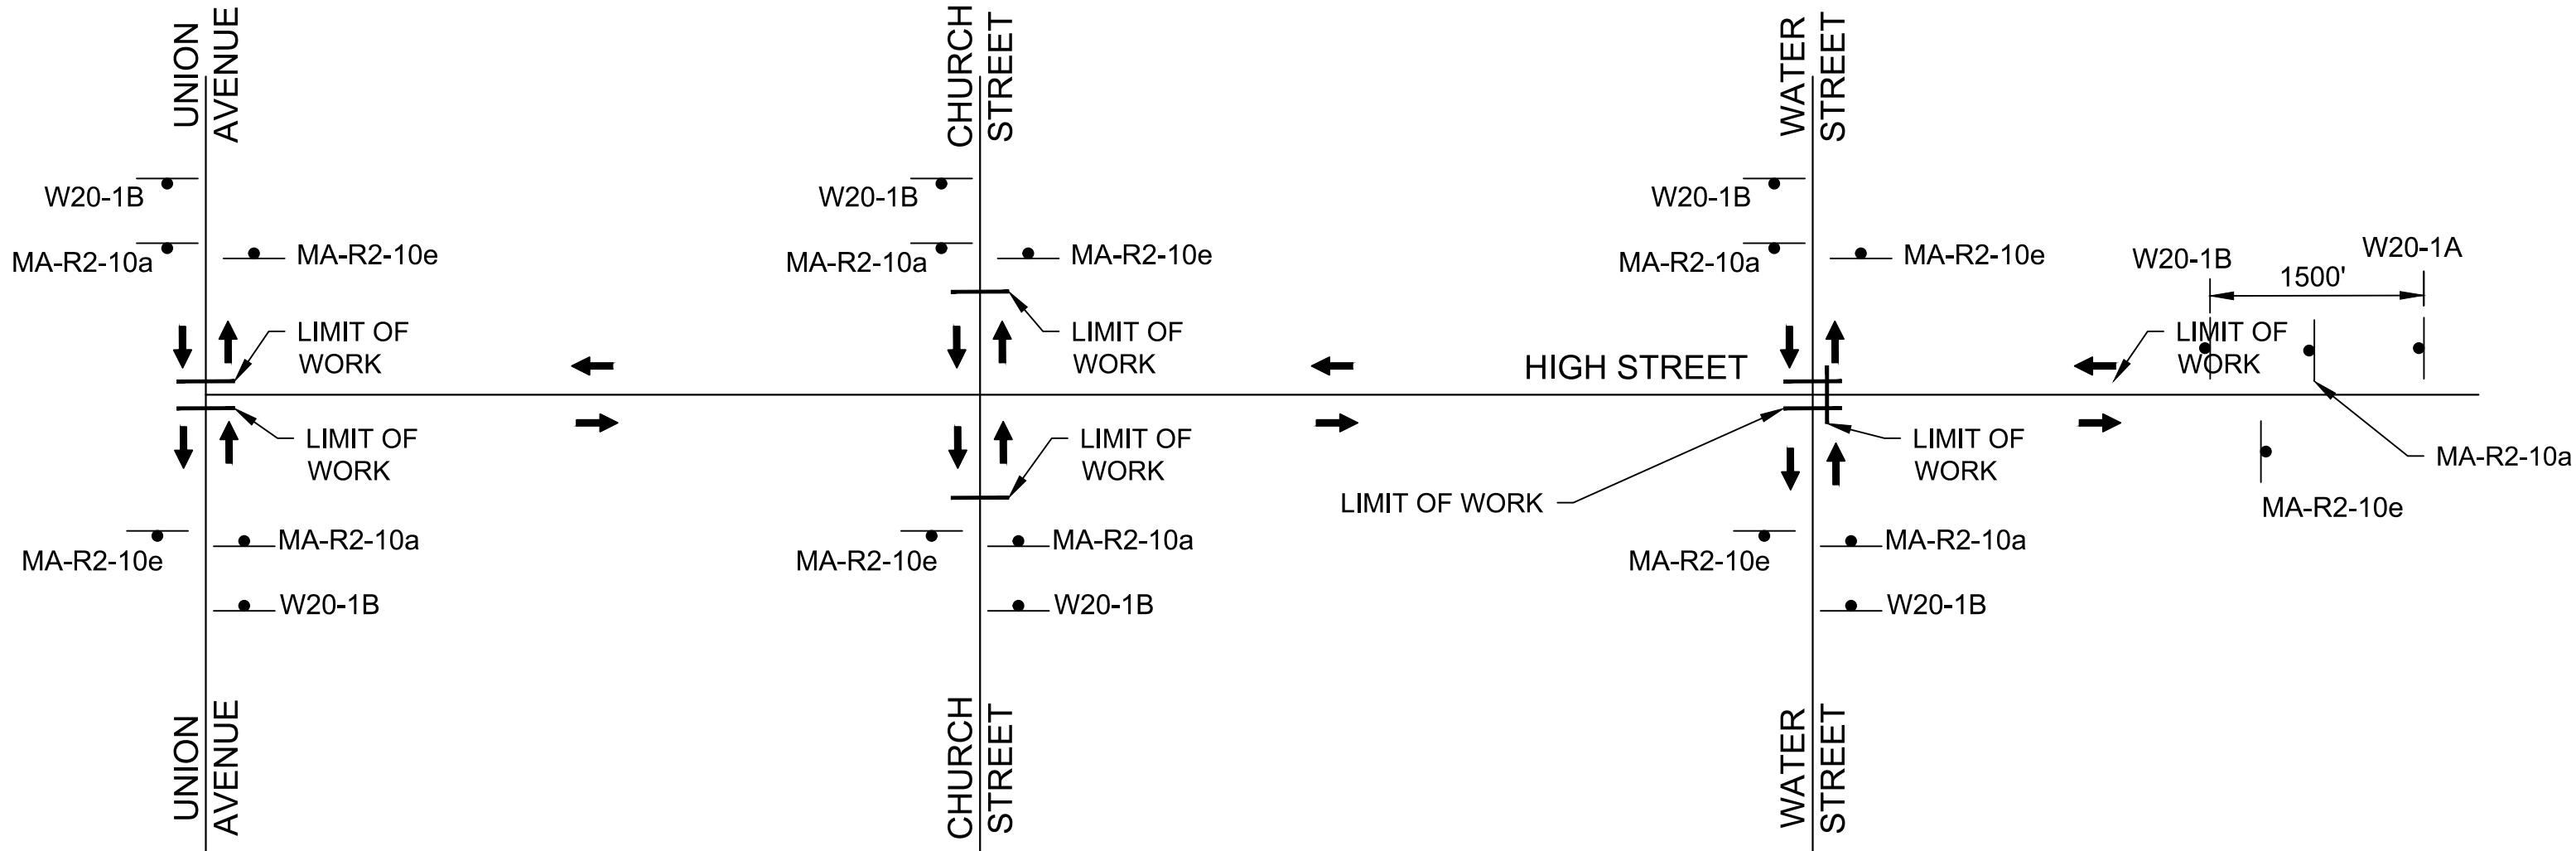 UNION
AVENUE
CHURCH
STREET
WATER
STREET
W20-1B
W20-1B
W20-1B
MA-R2-10a
MA-R2-10e
MA-R2-10a
MA-R2-10e
MA-R2-10a
MA-R2-10e
W20-1B
W20-1A
1500'
LIMIT OF
WORK
LIMIT OF
WORK
HIGH STREET
LIMIT OF
WORK
LIMIT OF
WORK
LIMIT OF
WORK
LIMIT OF WORK
LIMIT OF
WORK
MA-R2-10a
MA-R2-10e
MA-R2-10e
MA-R2-10a
MA-R2-10e
MA-R2-10a
MA-R2-10e
MA-R2-10a
W20-1B
W20-1B
W20-1B
UNION
AVENUE
CHURCH
STREET
WATER
STREET